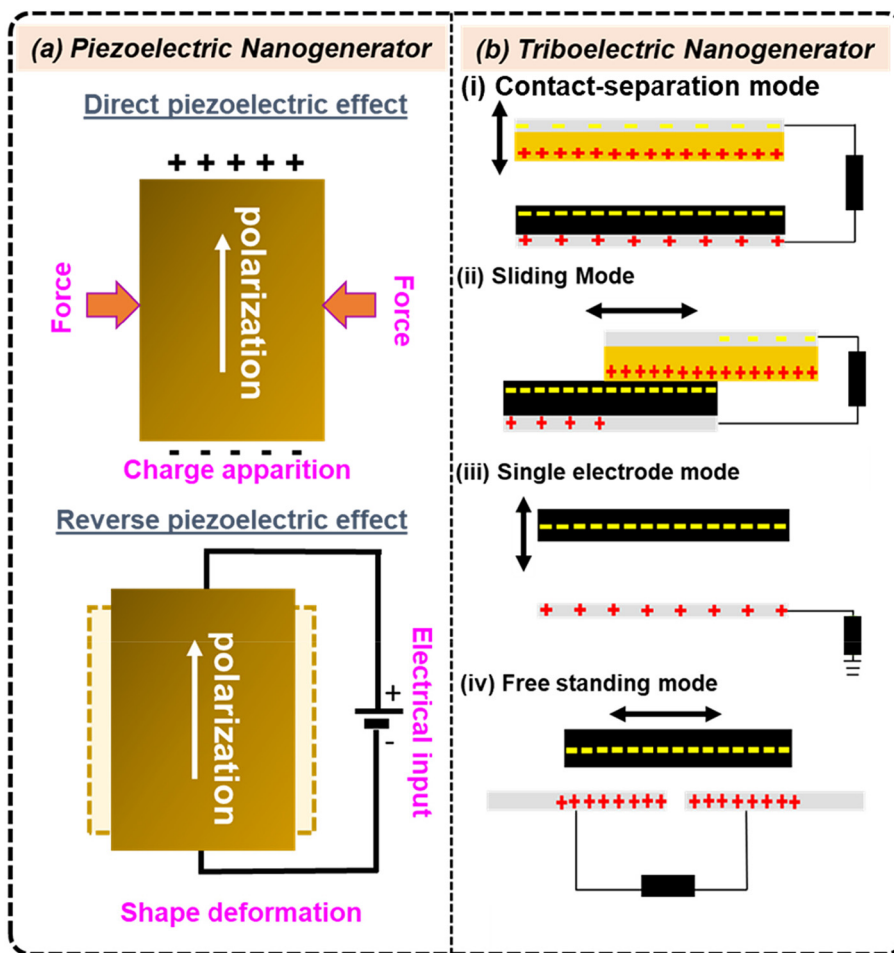 (a) Piezoelectric Nanogenerator
Direct piezoelectric effect
+ + + + +
polarization
Force
Force
- - - - -
Charge apparition
Reverse piezoelectric effect
polarization
+
-
Electrical input
Shape deformation
(b) Triboelectric Nanogenerator
(i) Contact-separation mode
(ii) Sliding Mode
(iii) Single electrode mode
(iv) Free standing mode